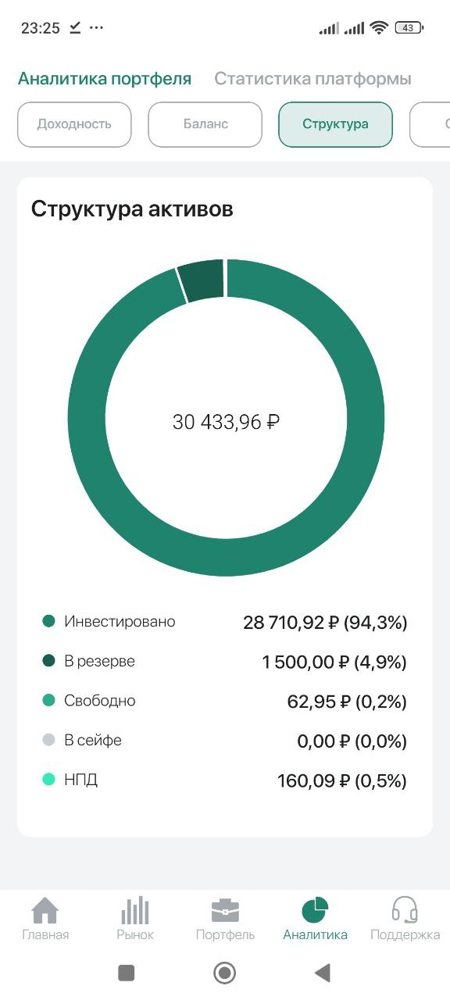 23:25
43
Аналитика портфеля Статистика платформы
Доходность Баланс Структура
Структура активов
30 433,96 ₽
Инвестировано 28 710,92 ₽ (94,3%)
В резерве 1 500,00 ₽ (4,9%)
Свободно 62,95 ₽ (0,2%)
В сейфе 0,00 ₽ (0,0%)
НПД 160,09 ₽ (0,5%)
Главная Рынок Портфель Аналитика Поддержка